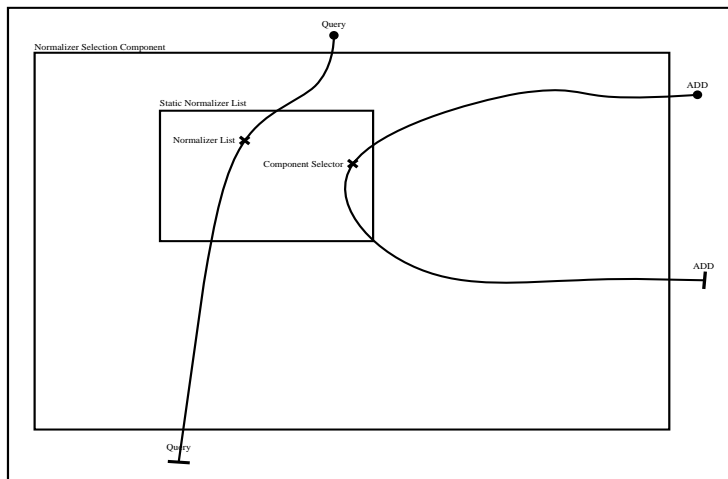 Query
Normalizer Selection Component
ADD
Static Normalizer List
Normalizer List
Component Selector
ADD
Query